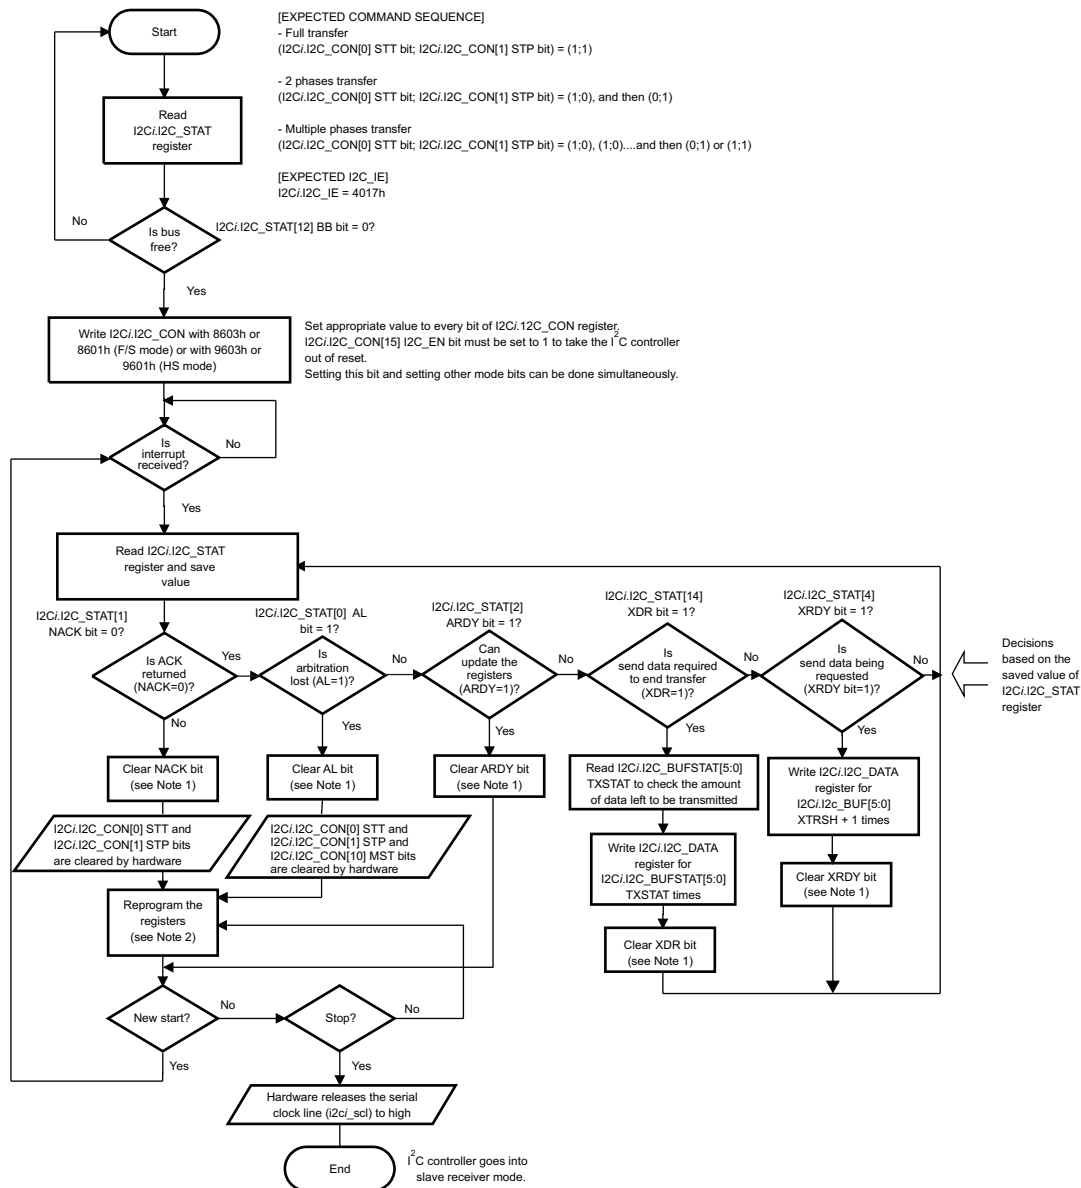 Start
[EXPECTED COMMAND SEQUENCE]
- Full transfer
(I2Ci.I2C_CON[0] STT bit; I2Ci.I2C_CON[1] STP bit) = (1;1)
- 2 phases transfer
(I2Ci.I2C_CON[0] STT bit; I2Ci.I2C_CON[1] STP bit) = (1;0), and then (0;1)
- Multiple phases transfer
(I2Ci.I2C_CON[0] STT bit; I2Ci.I2C_CON[1] STP bit) = (1;0), (1;0)....and then (0;1) or (1;1)
[EXPECTED I2C_IE]
I2Ci.I2C_IE = 4017h
Read
I2Ci.I2C_STAT
register
No
Is bus
free?
I2Ci.I2C_STAT[12] BB bit = 0?
Yes
Write I2Ci.I2C_CON with 8603h or
8601h (F/S mode) or with 9603h or
9601h (HS mode)
Set appropriate value to every bit of I2Ci.12C_CON register.
I2Ci.I2C_CON[15] I2C_EN bit must be set to 1 to take the I2C controller
out of reset.
Setting this bit and setting other mode bits can be done simultaneously.
Is
interrupt
received?
No
Yes
Read I2Ci.I2C_STAT
register and save
value
I2Ci.I2C_STAT[1]
NACK bit = 0?
Is ACK
returned
(NACK=0)?
Yes
No
I2Ci.I2C_STAT[0] AL
bit = 1?
Is
arbitration
lost (AL=1)?
No
Yes
I2Ci.I2C_STAT[2]
ARDY bit = 1?
Can
update the
registers
(ARDY=1)?
No
Yes
I2Ci.I2C_STAT[14]
XDR bit = 1?
Is
send data required
to end transfer
(XDR=1)?
No
Yes
I2Ci.I2C_STAT[4]
XRDY bit = 1?
Is
send data being
requested
(XRDY bit=1)?
No
Yes
Decisions
based on the
saved value of
I2Ci.I2C_STAT
register
Clear NACK bit
(see Note 1)
Clear AL bit
(see Note 1)
Clear ARDY bit
(see Note 1)
Read I2Ci.I2C_BUFSTAT[5:0]
TXSTAT to check the amount
of data left to be transmitted
Write I2Ci.I2C_DATA
register for
I2Ci.I2c_BUF[5:0]
XTRSH + 1 times
I2Ci.I2C_CON[0] STT and
I2Ci.I2C_CON[1] STP bits
are cleared by hardware
I2Ci.I2C_CON[0] STT and
I2Ci.I2C_CON[1] STP and
I2Ci.I2C_CON[10] MST bits
are cleared by hardware
Write I2Ci.I2C_DATA
register for
I2Ci.I2C_BUFSTAT[5:0]
TXSTAT times
Clear XRDY bit
(see Note 1)
Reprogram the
registers
(see Note 2)
Clear XDR bit
(see Note 1)
New start?
No
Yes
Stop?
No
Yes
Hardware releases the serial
clock line (i2ci_scl) to high
End
I2C controller goes into
slave receiver mode.